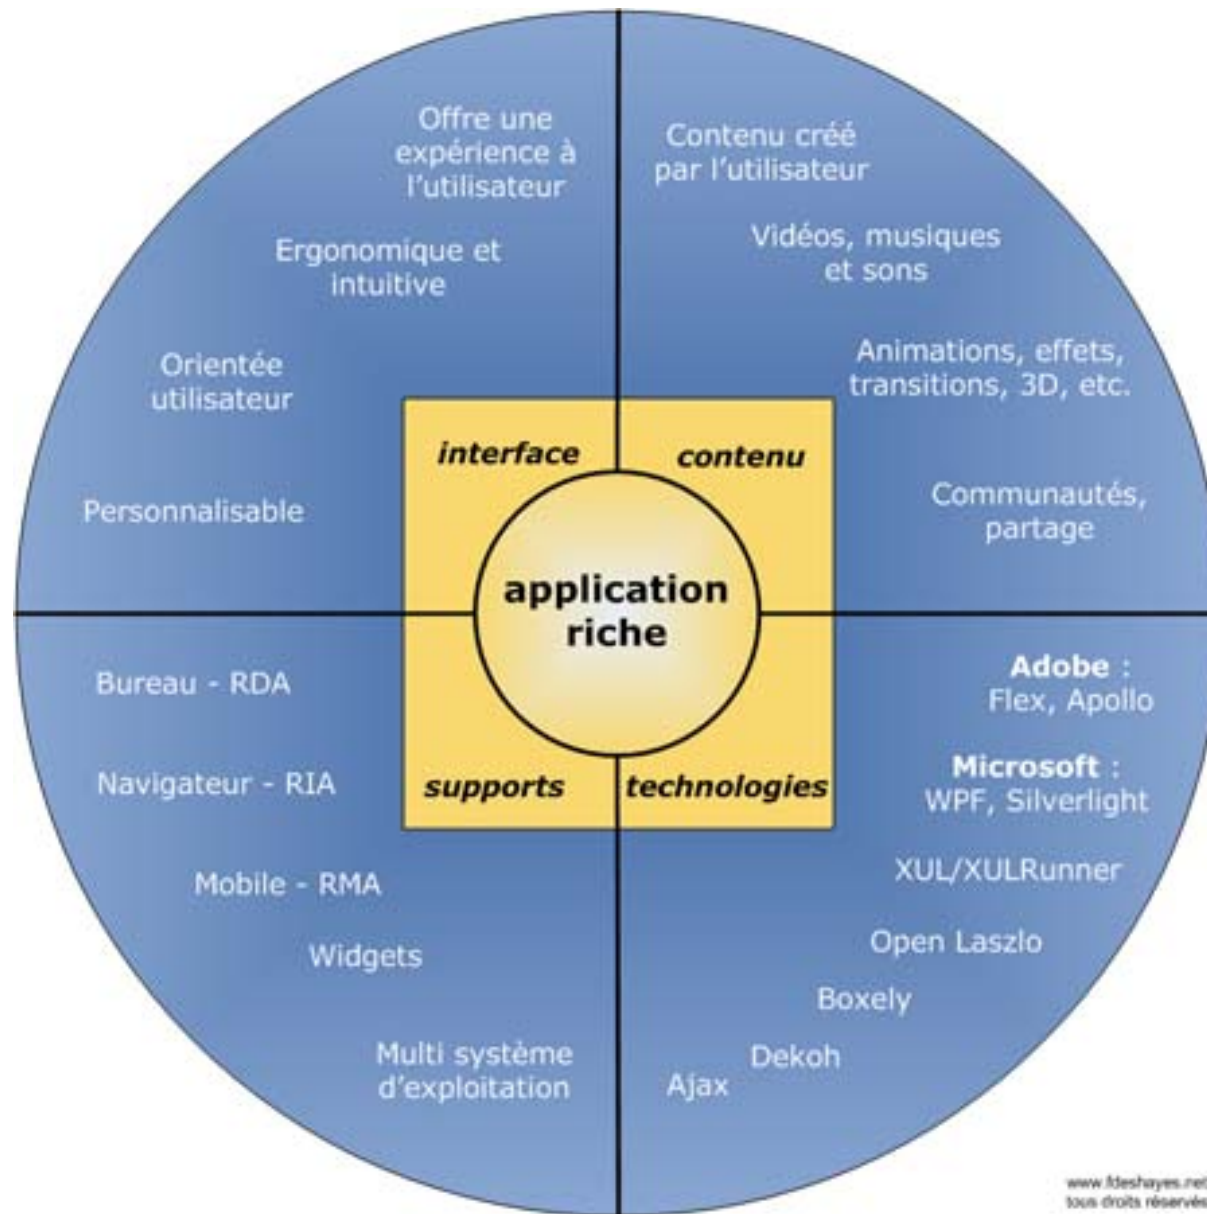 Offre une
expérience à
l'utilisateur
Ergonomique et
intuitive
Orientée
utilisateur
Personnalisable
interface
Contenu créé
par l'utilisateur
Vidéos, musiques
et sons
Animations, effets,
transitions, 3D, etc.
Communautés,
partage
contenu
application
riche
Bureau - RDA
Navigateur - RIA
Mobile - RMA
Widgets
Multi système
d'exploitation
supports
technologies
Adobe :
Flex, Apollo
Microsoft :
WPF, Silverlight
XUL/XULRunner
Open Laszlo
Boxely
Dekoh
Ajax
www.fdeshayes.net
tous droits réservés